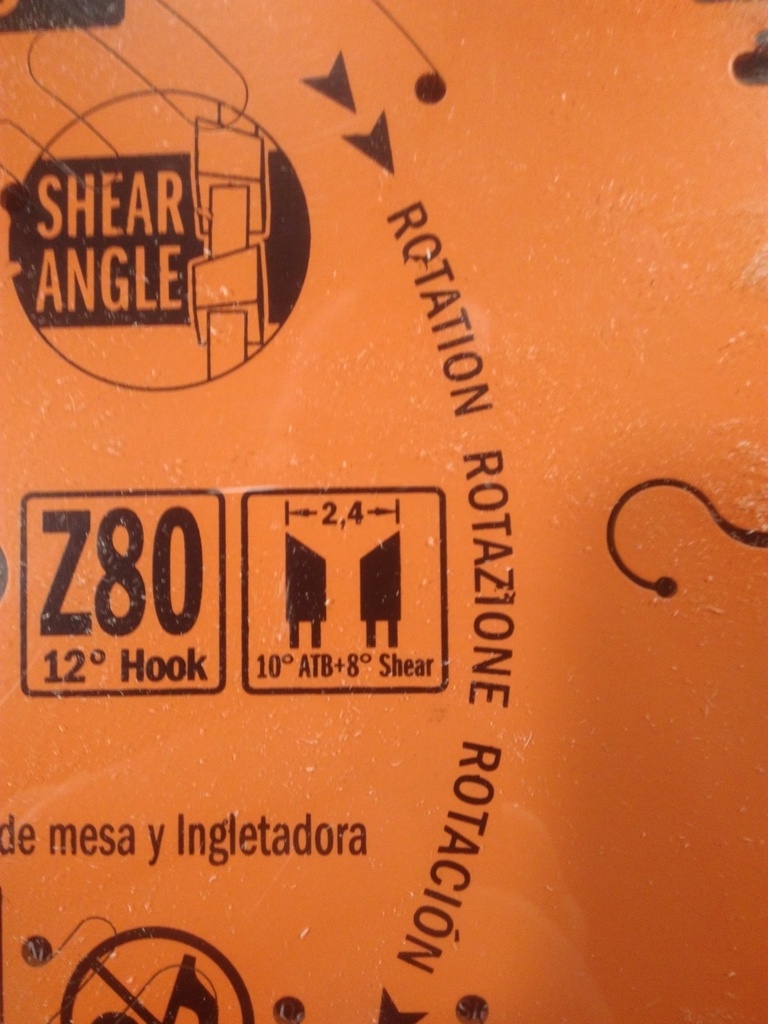 SHEAR
ANGLE
ROTATION ROTAZIONE ROTACIÓN
Z80
12° Hook
2,4
10° ATB+8° Shear
de mesa y Ingletadora